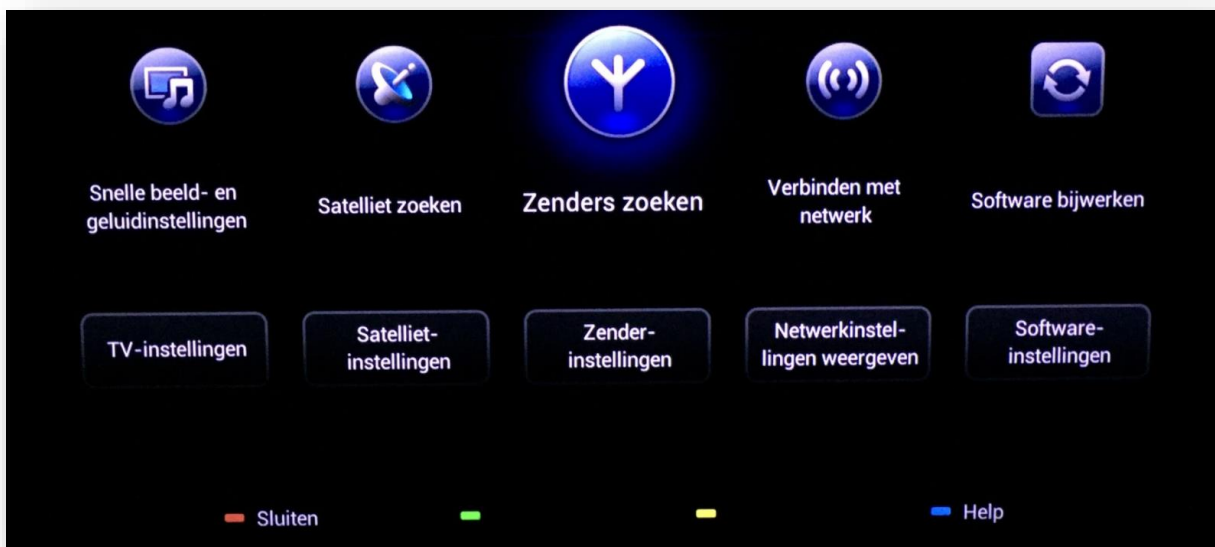 Snelle beeld- en
geluidinstellingen
Satelliet zoeken
Zenders zoeken
Verbinden met
netwerk
Software bijwerken
TV-instellingen
Satelliet-
instellingen
Zender-
instellingen
Netwerkinstel-
lingen weergeven
Software-
instellingen
Sluiten
Help